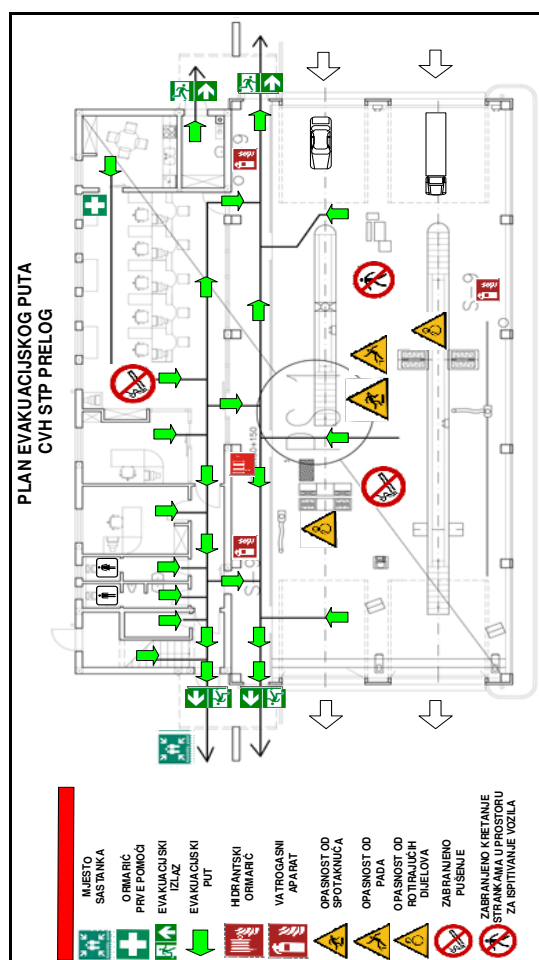 PLAN EVAKUACIJSKOG PUTA
CVH STP PRELOG
S-9
MJESTO
SASTANKA
ORMARIĆ
PRVE POMOĆI
EVAKUACIJSKI
IZLAZ
EVAKUACIJSKI
PUT
HIDRANTSKI
ORMARIĆ
VATROGASNI
APARAT
OPASNOST OD
SPOTAKNUĆA
OPASNOST OD
PADA
OPASNOST OD
ROTIRAJUĆIH
DIJELOVA
ZABRANJENO
PUŠENJE
ZABRANJENO KRETANJE
STRANKAMA U PROSTORU
ZA ISPITIVANJE VOZILA